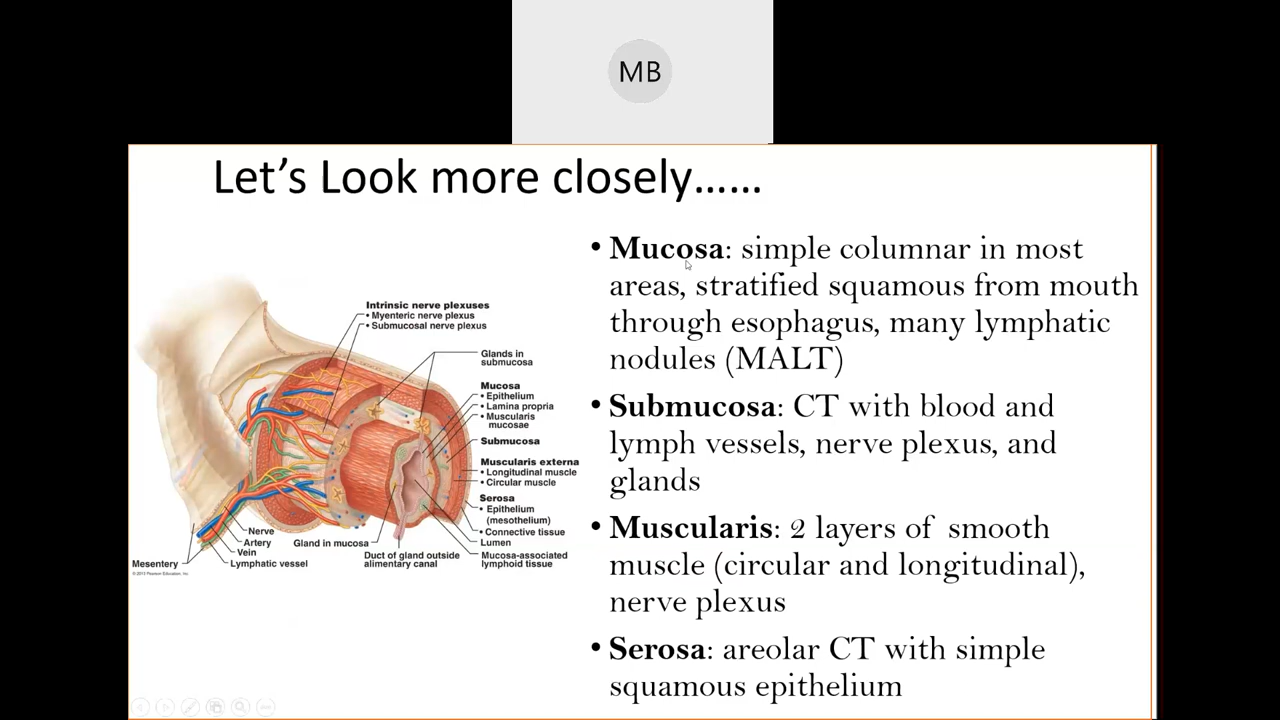 MB
Let's Look more closely……
• Mucosa: simple columnar in most
areas, stratified squamous from mouth
through esophagus, many lymphatic
nodules (MALT)
• Submucosa: CT with blood and
lymph vessels, nerve plexus, and
glands
• Muscularis: 2 layers of  smooth
muscle (circular and longitudinal),
nerve plexus
• Serosa: areolar CT with simple
squamous epithelium
Intrinsic nerve plexuses
• Myenteric nerve plexus
• Submucosal nerve plexus
Glands in
submucosa
Mucosa
• Epithelium
• Lamina propria
• Muscularis
mucosae
Submucosa
Muscularis externa
• Longitudinal muscle
• Circular muscle
Serosa
• Epithelium
(mesothelium)
• Connective tissue
Lumen
Mucosa-associated
lymphoid tissue
Nerve
Artery
Vein
Lymphatic vessel
Mesentery
Gland in mucosa
Duct of gland outside
alimentary canal
© 2013 Pearson Education, Inc.